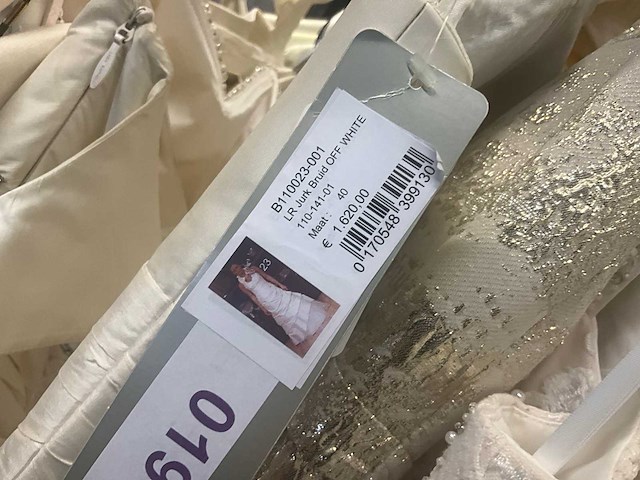 B110023-001
LR Jurk Bruid OFF WHITE
110-141-01
Maat : 40
€ 1.620.00
0170548399130
23
019